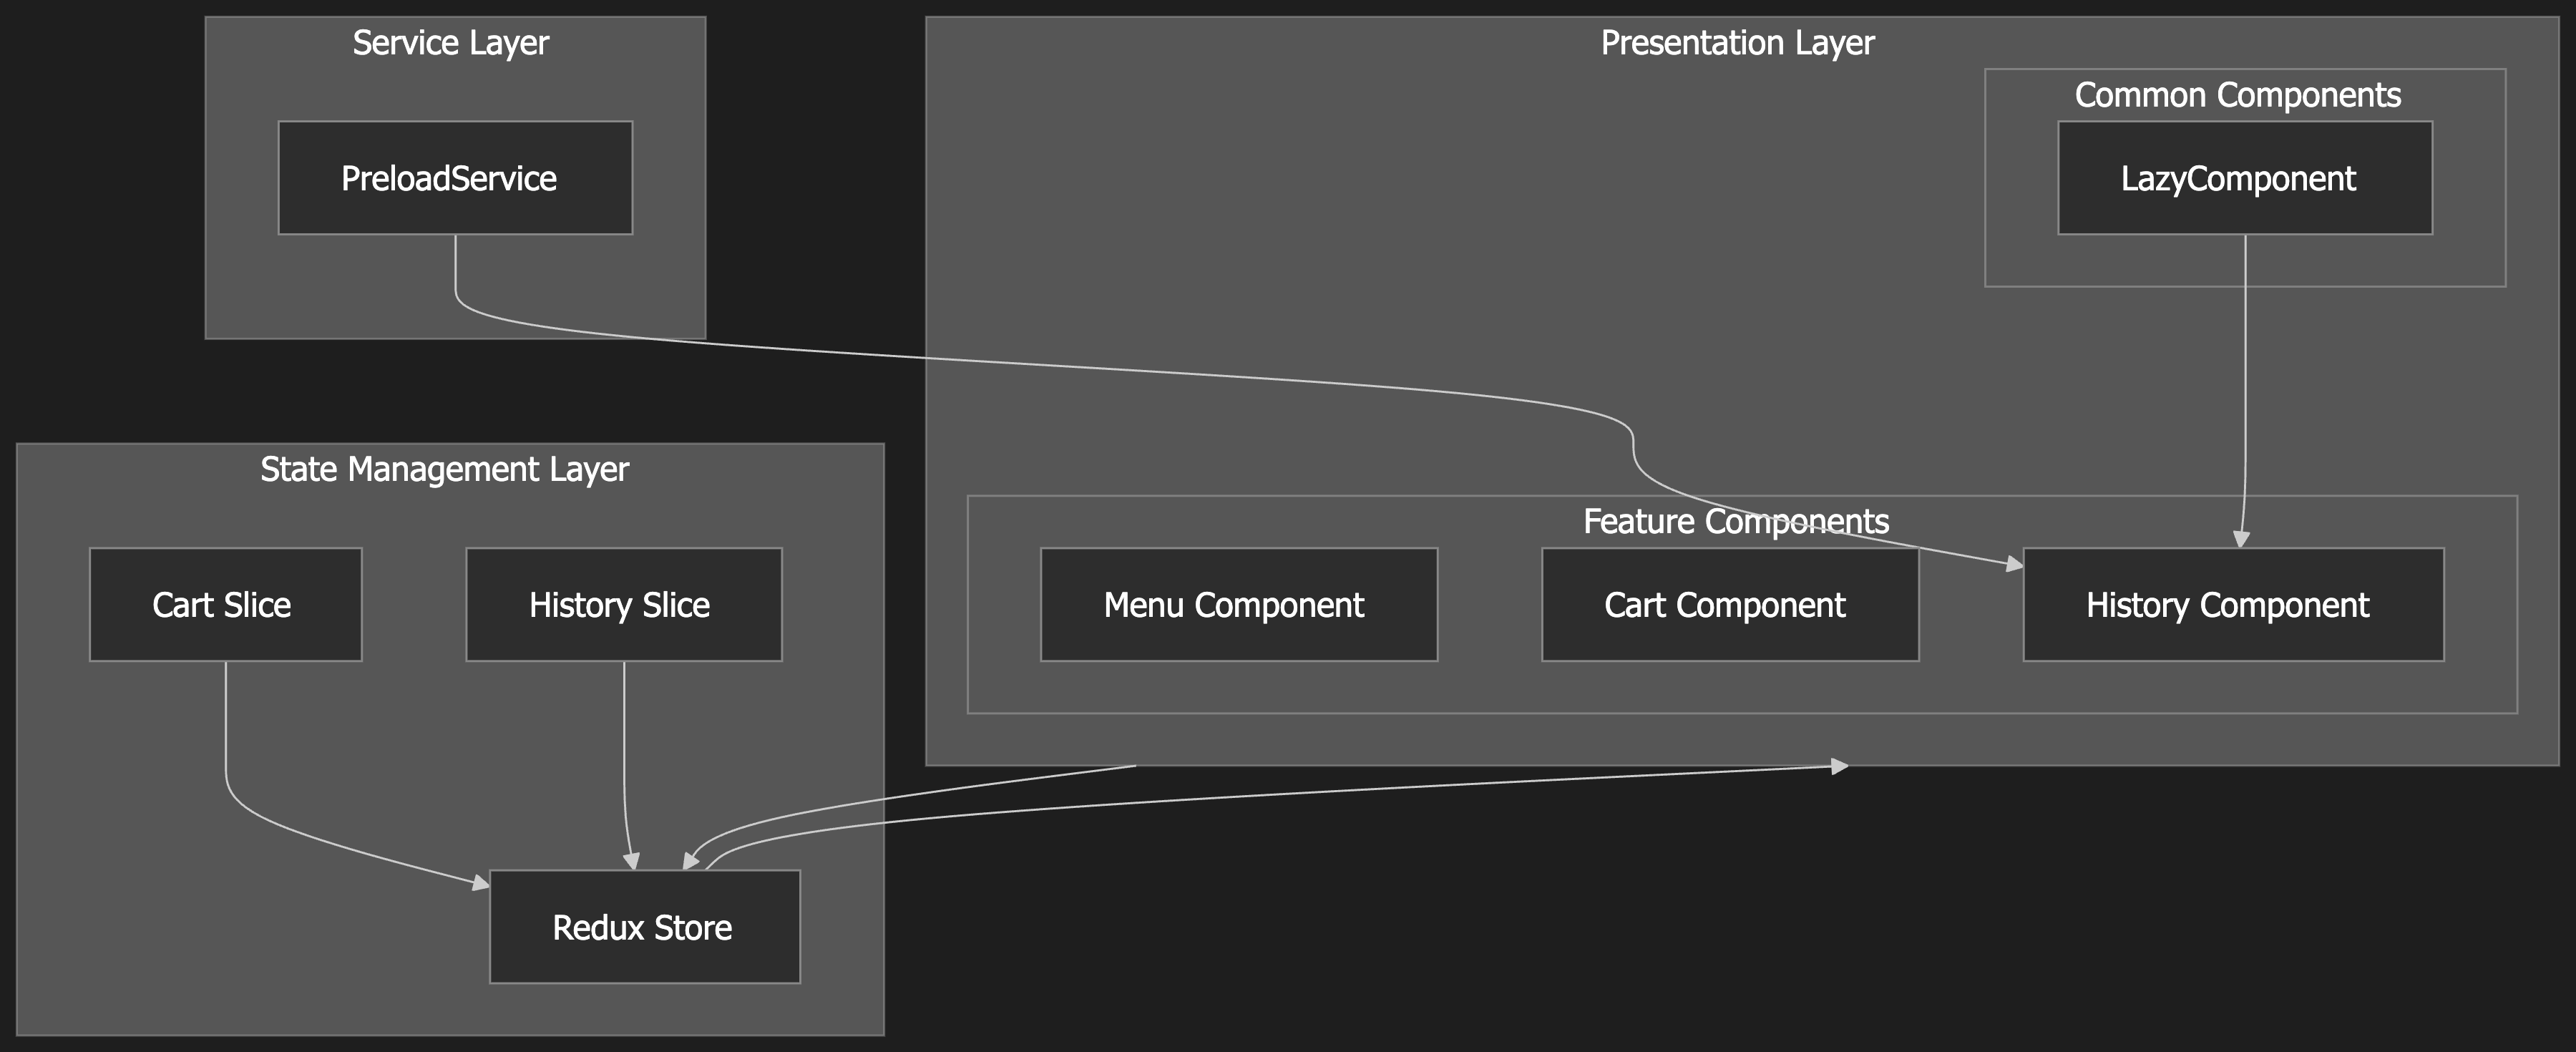 Service Layer
PreloadService
Presentation Layer
Common Components
LazyComponent
State Management Layer
Cart Slice
History Slice
Redux Store
Feature Components
Menu Component
Cart Component
History Component